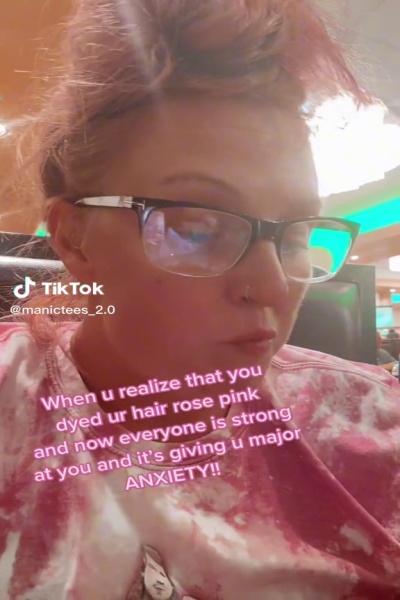 TikTok
@manictees_2.0
When u realize that you
dyed ur hair rose pink
and now everyone is strong
at you and it's giving u major
ANXIETY!!